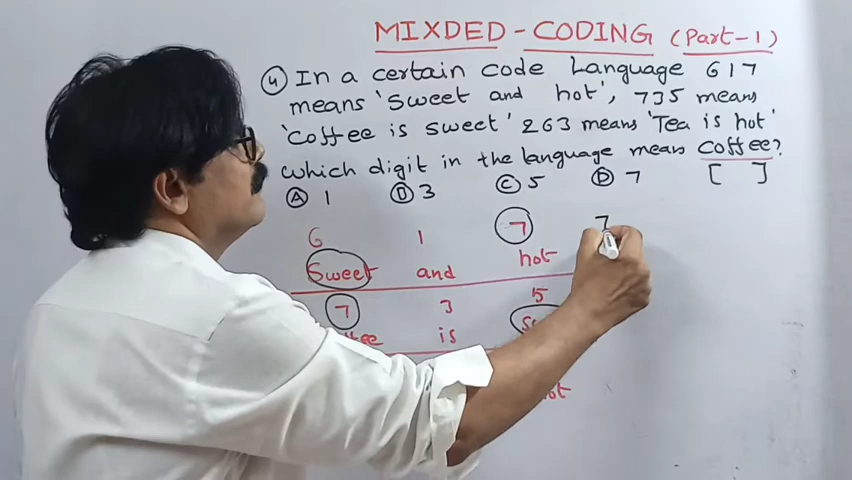 MIXDED - CODING (Part-1)
④ In a certain code Language 617
means 'Sweet and hot', 735 means
'Coffee is sweet' 263 means 'Tea is hot'
which digit in the language means Coffee?
Ⓐ 1 Ⓓ 3 Ⓒ 5 Ⓓ 7 [ ]
6 1 7 7
Sweet and hot
7 3 5
is